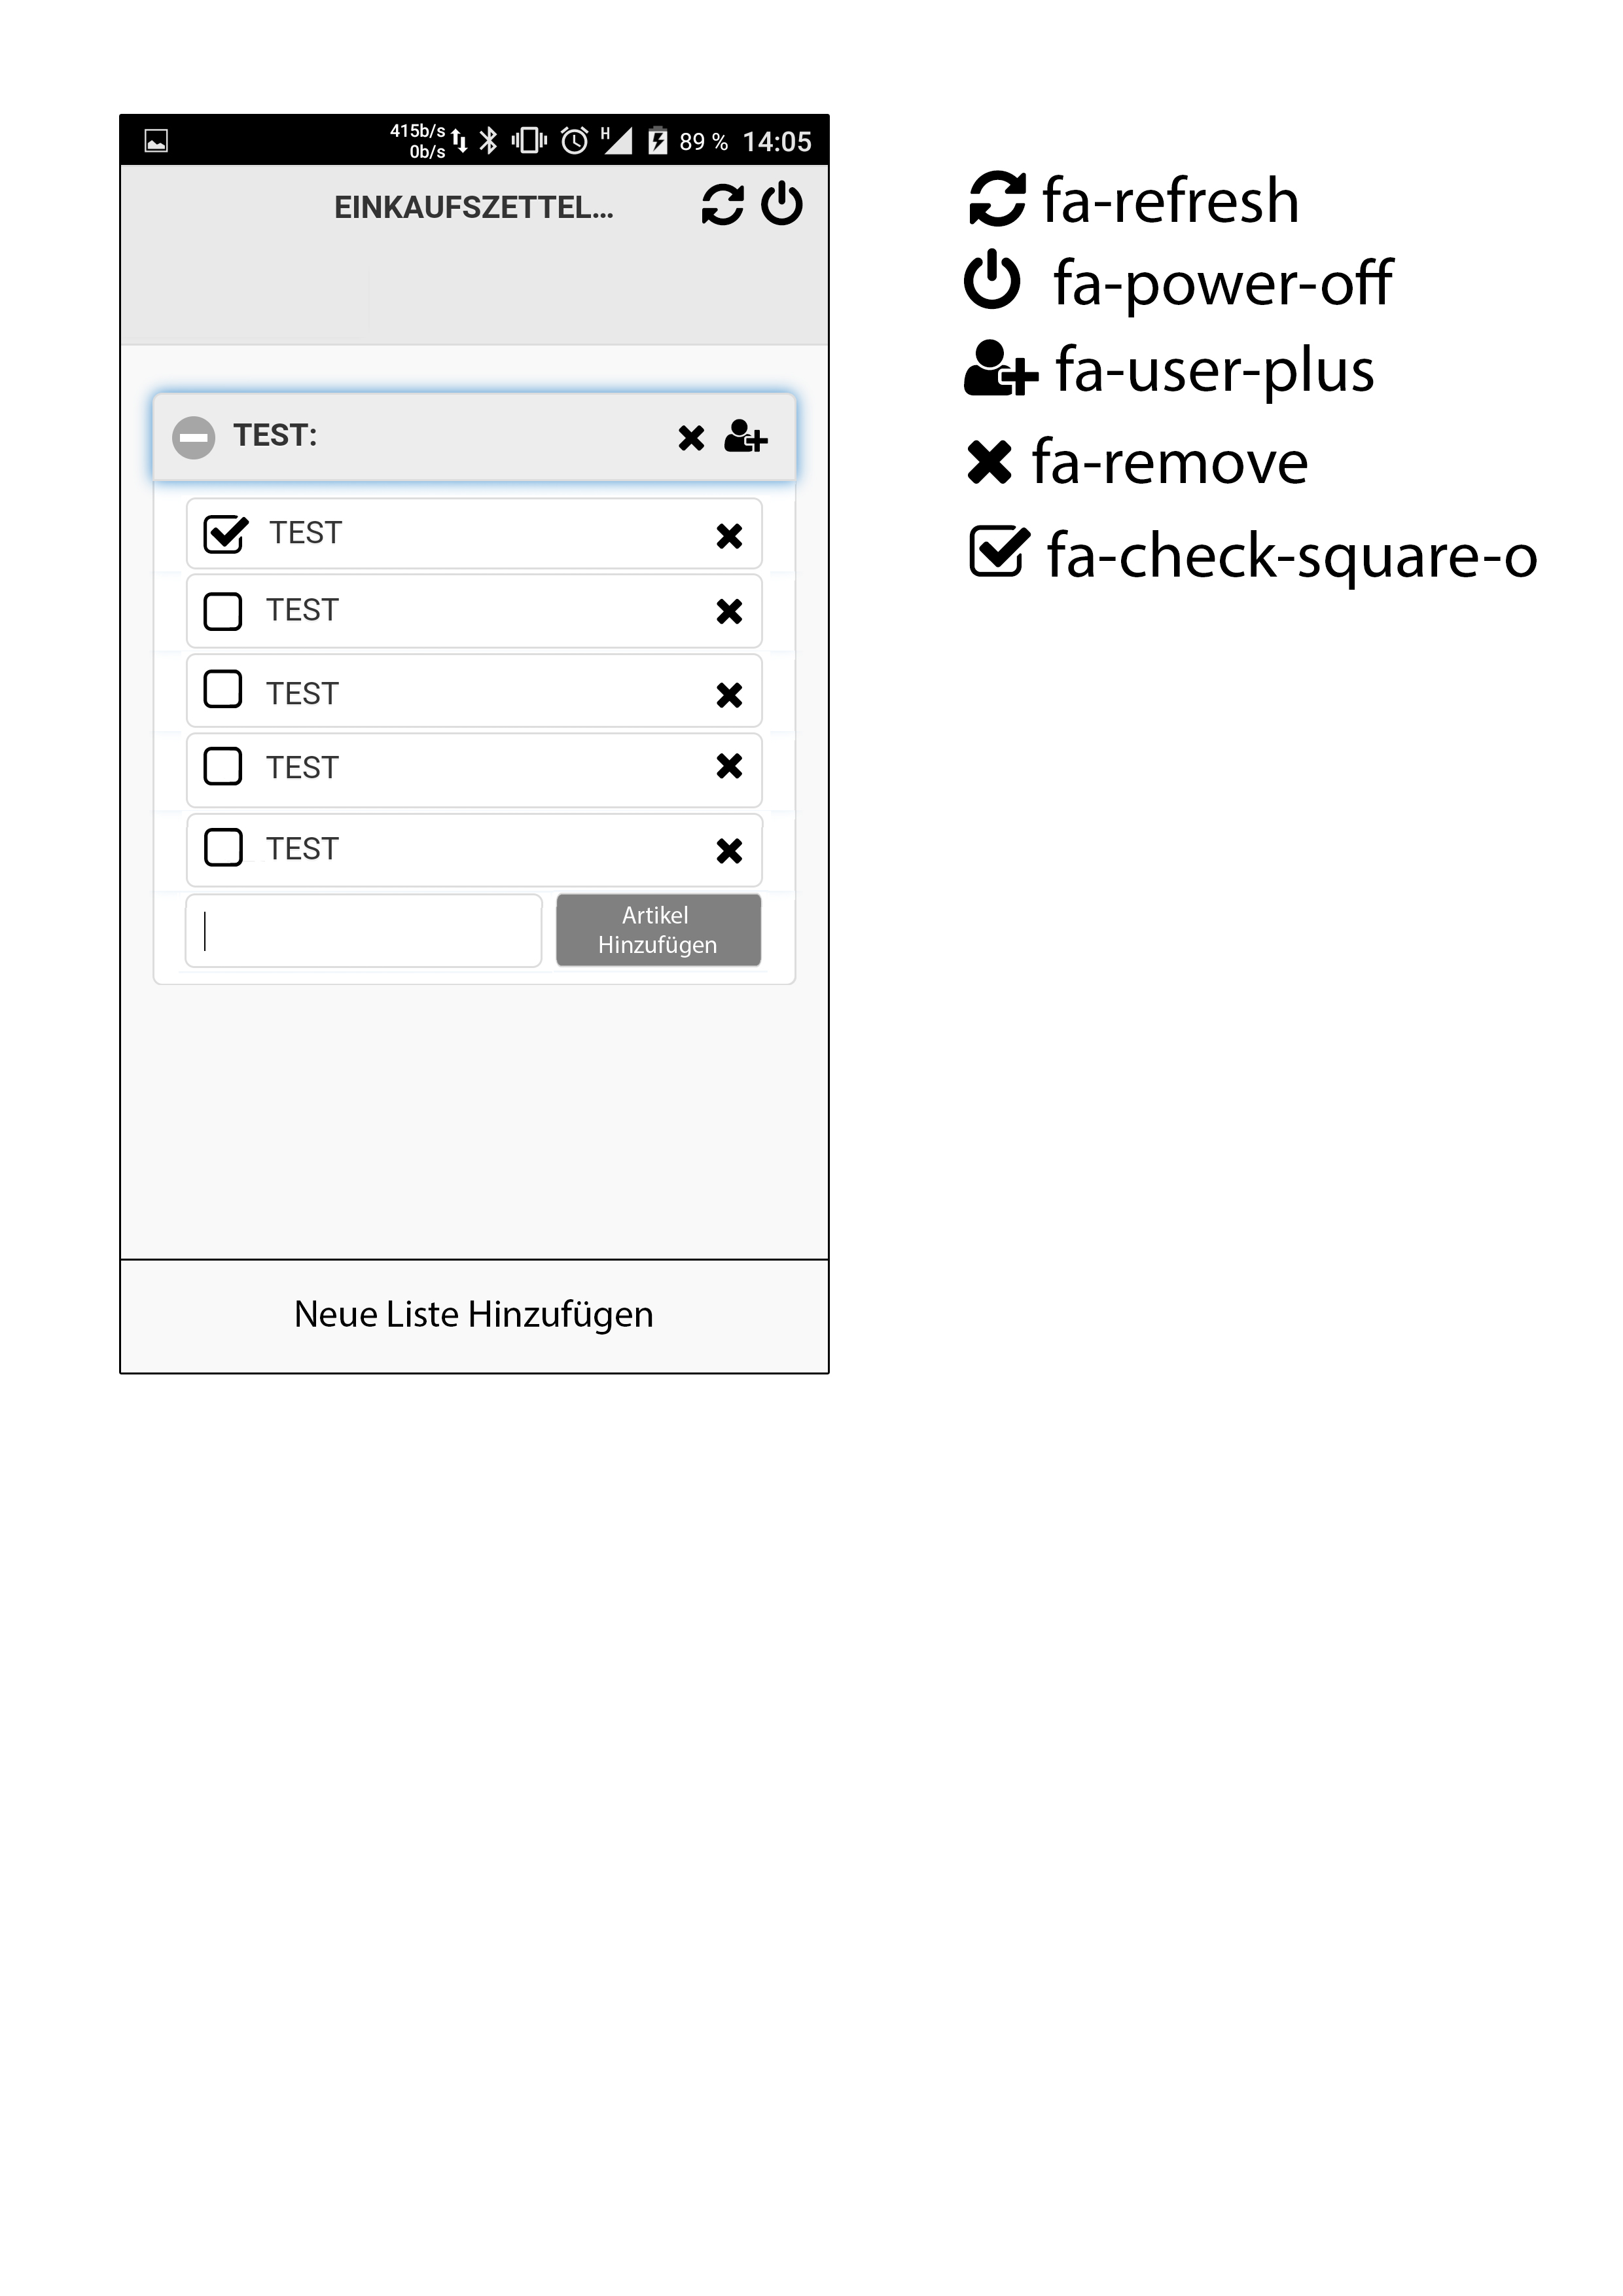 415b/s
0b/s
H
89 %
14:05
EINKAUFSZETTEL...
TEST:
TEST
TEST
TEST
TEST
TEST
Artikel
Hinzufügen
Neue Liste Hinzufügen
fa-refresh
fa-power-off
fa-user-plus
fa-remove
fa-check-square-o